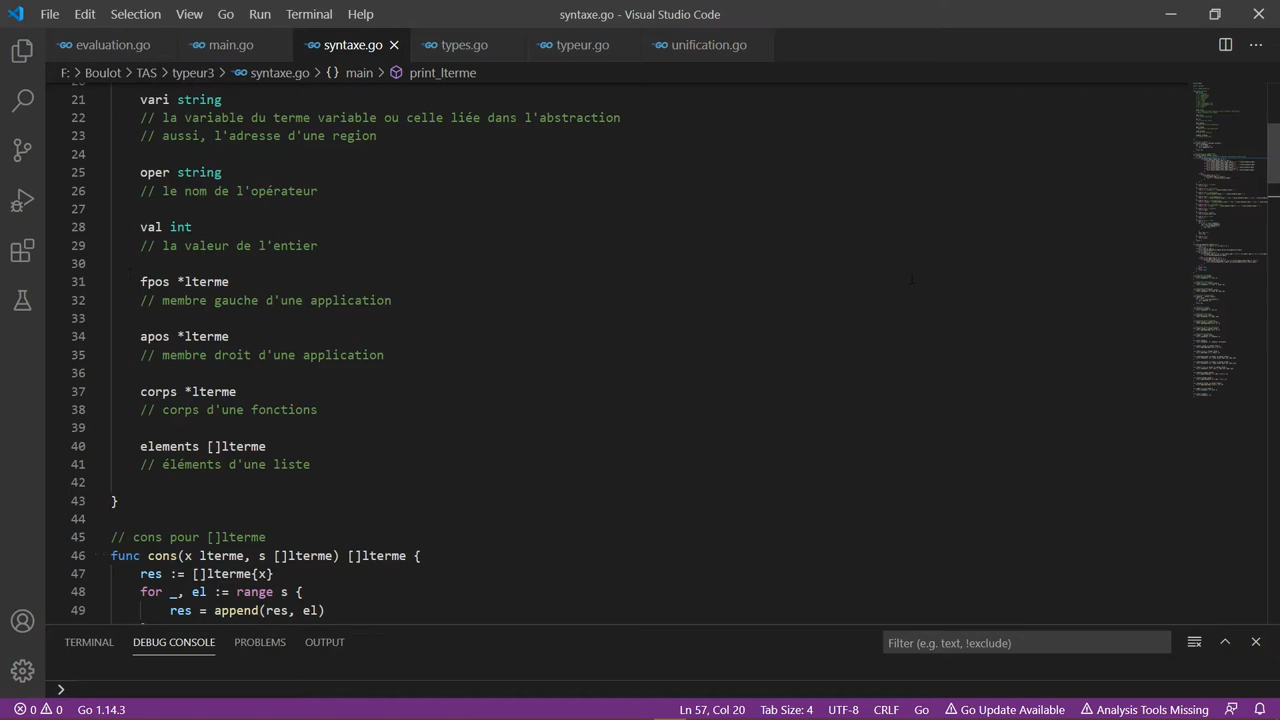 File Edit Selection View Go Run Terminal Help syntaxe.go - Visual Studio Code
evaluation.go main.go syntaxe.go types.go typeur.go unification.go
F: > Boulot > TAS > typeur3 > syntaxe.go > {} main > print_lterme
21 vari string
22 // la variable du terme variable ou celle liée dans l'abstraction
23 // aussi, l'adresse d'une region
24
25 oper string
26 // le nom de l'opérateur
27
28 val int
29 // la valeur de l'entier
30
31 fpos *lterme
32 // membre gauche d'une application
33
34 apos *lterme
35 // membre droit d'une application
36
37 corps *lterme
38 // corps d'une fonctions
39
40 elements []lterme
41 // éléments d'une liste
42
43 }
44
45 // cons pour []lterme
46 func cons(x lterme, s []lterme) []lterme {
47 res := []lterme{x}
48 for _, el := range s {
49 res = append(res, el)
TERMINAL DEBUG CONSOLE PROBLEMS OUTPUT Filter (e.g. text, !exclude)
0 0 Go 1.14.3 Ln 57, Col 20 Tab Size: 4 UTF-8 CRLF Go Go Update Available Analysis Tools Missing